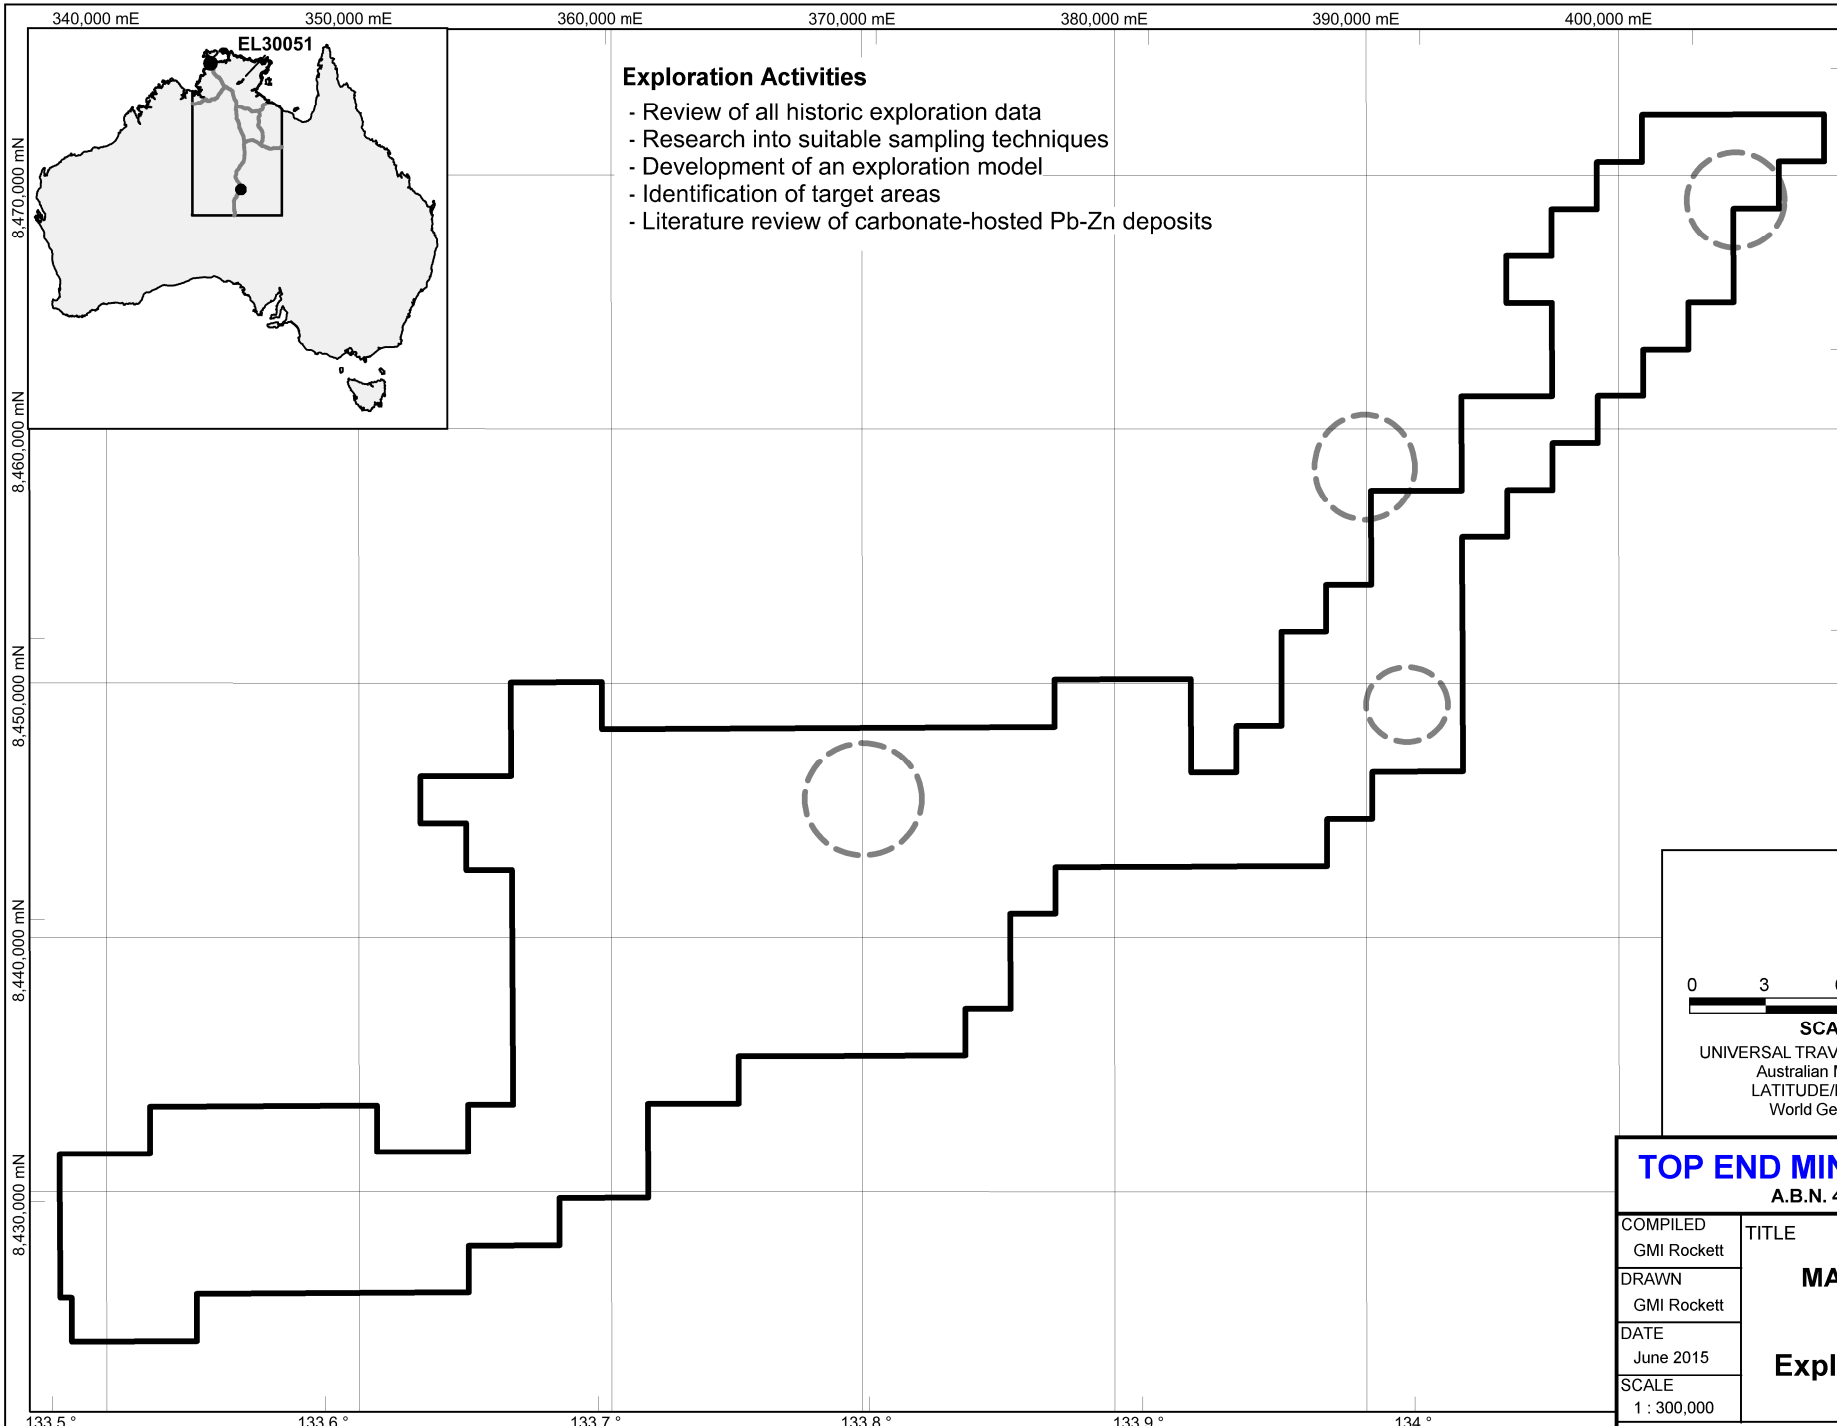 340,000 mE
350,000 mE
360,000 mE
370,000 mE
380,000 mE
390,000 mE
400,000 mE
EL30051
Exploration Activities
- Review of all historic exploration data
- Research into suitable sampling techniques
- Development of an exploration model
- Identification of target areas
- Literature review of carbonate-hosted Pb-Zn deposits
8,470,000 mN
8,460,000 mN
8,450,000 mN
8,440,000 mN
8,430,000 mN
0 3
SCA
UNIVERSAL TRAV
Australian
LATITUDE/
World Ge
TOP END MIN
A.B.N. 4
COMPILED
GMI Rockett
TITLE
MA
DRAWN
GMI Rockett
DATE
June 2015
Expl
SCALE
1 : 300,000
133.5 °
133.6 °
133.7 °
133.8 °
133.9 °
134 °